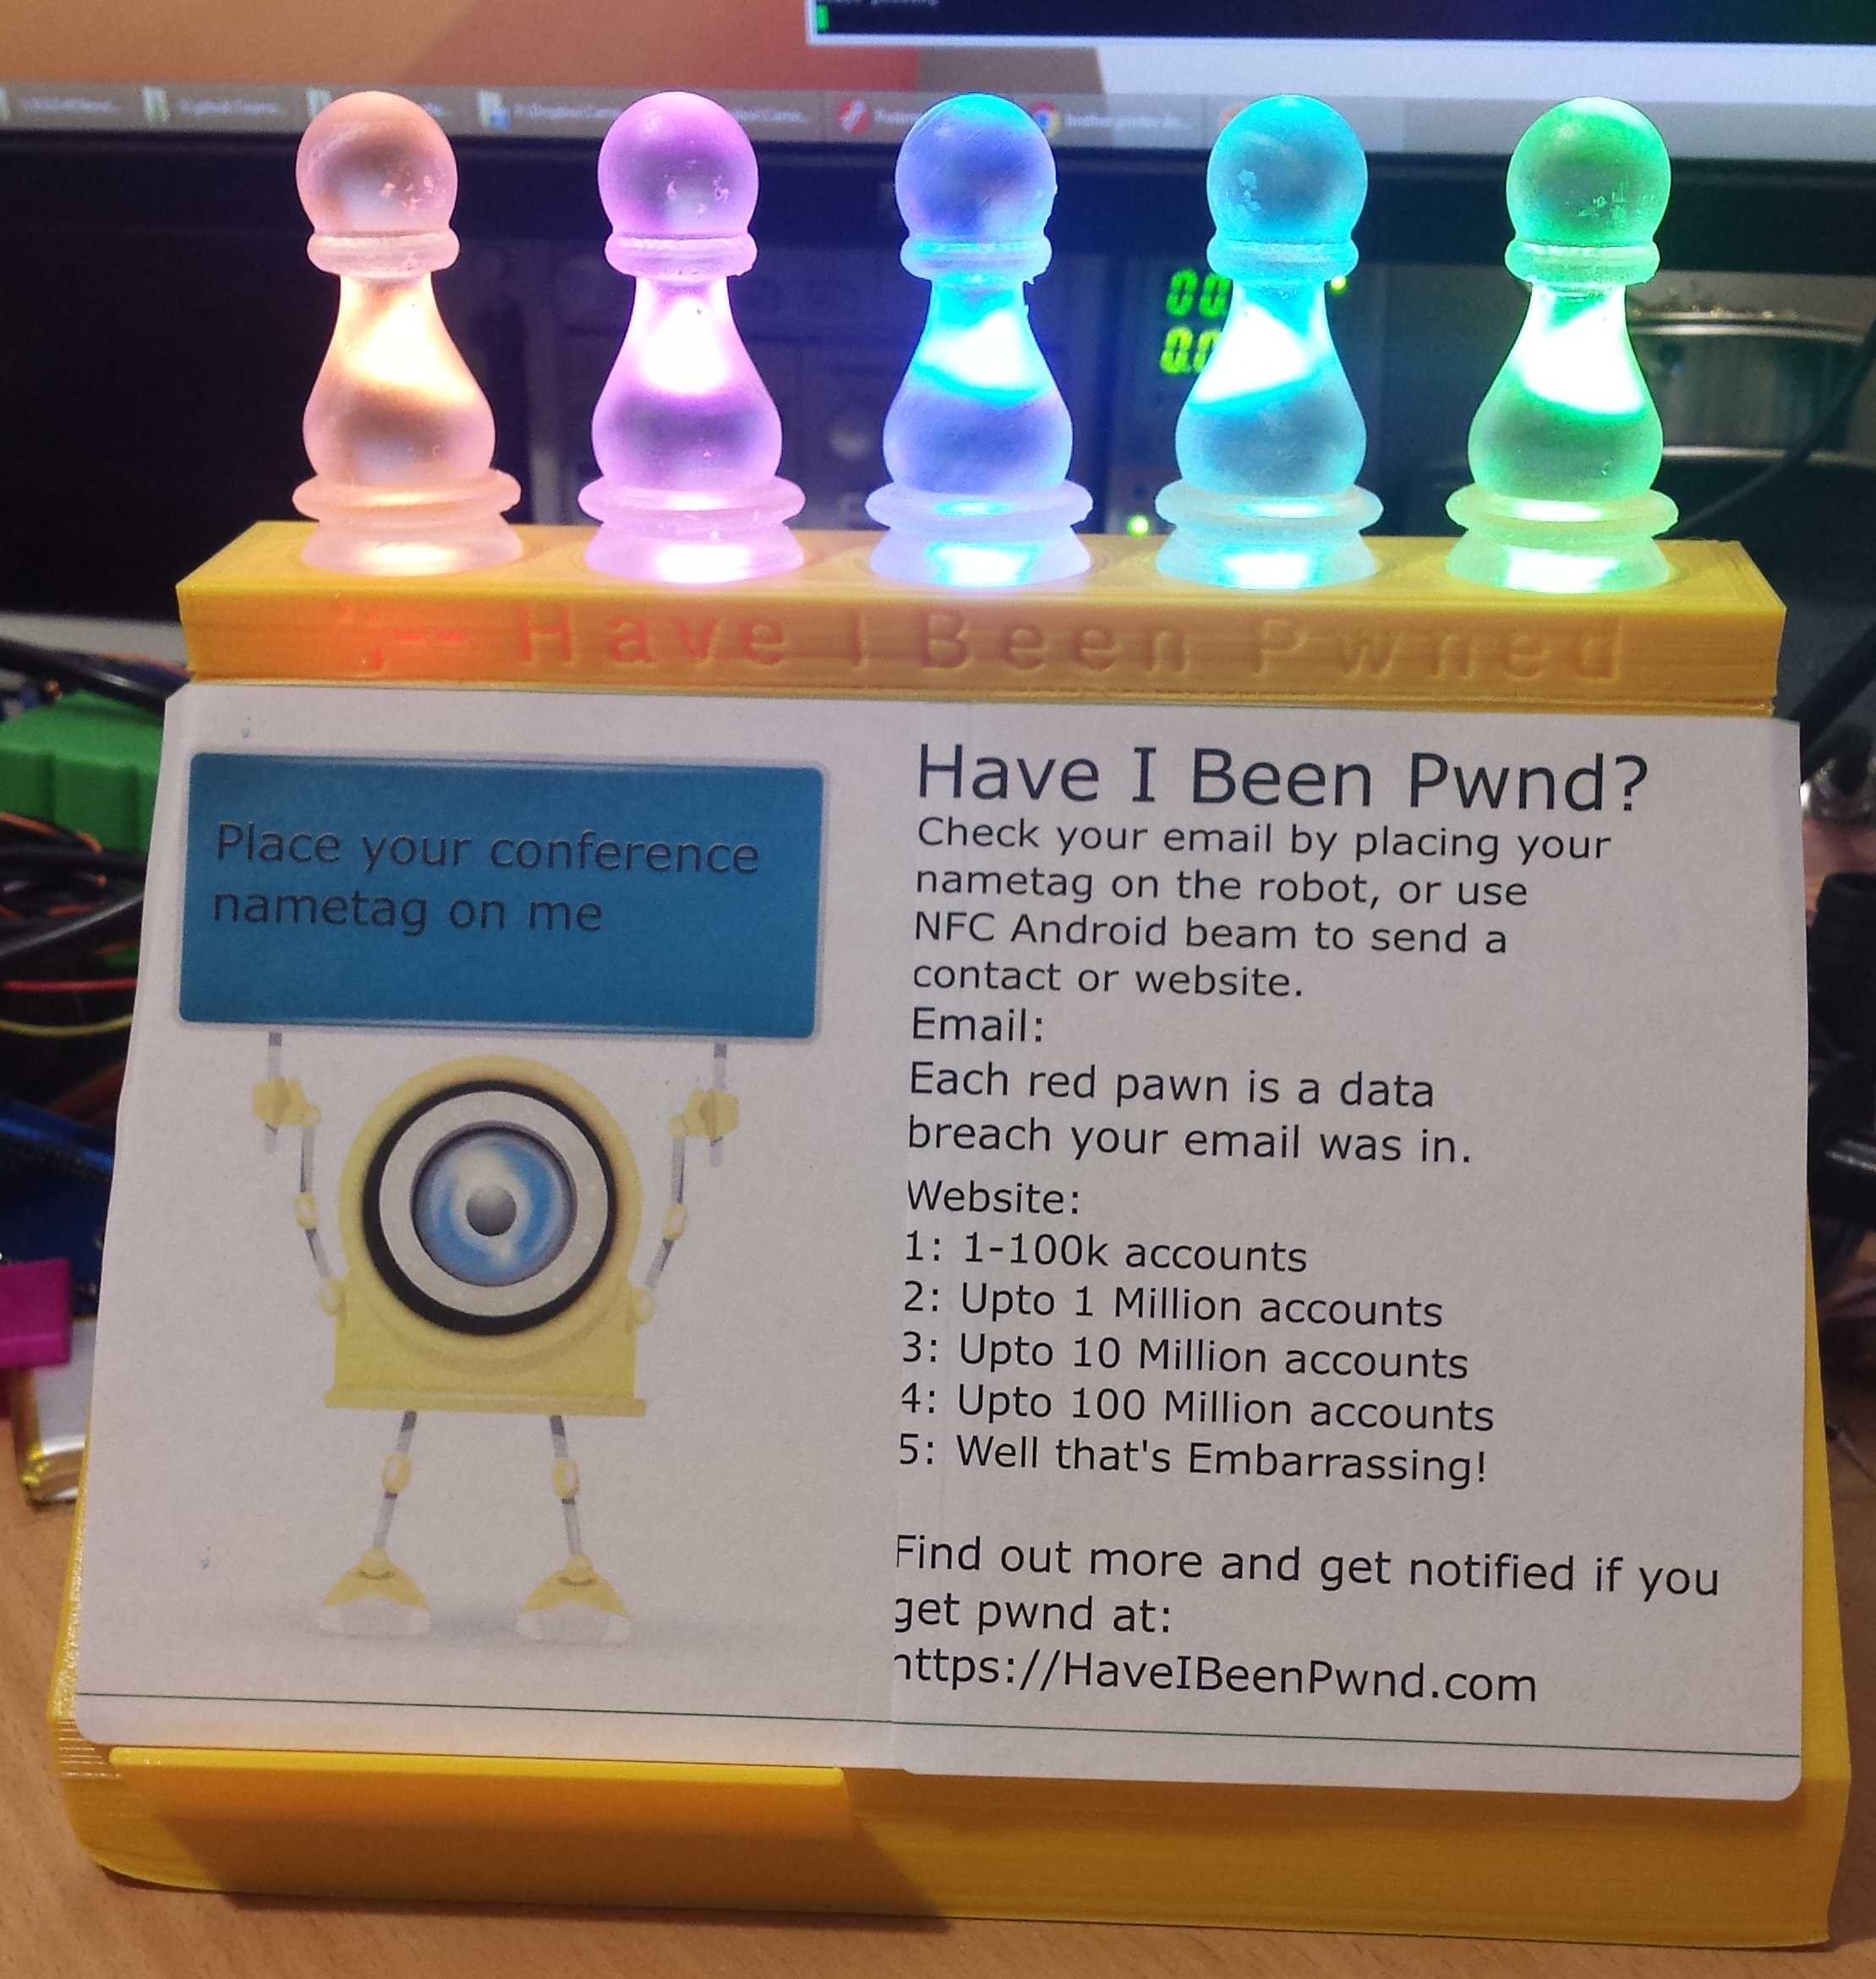 ';-- Have I Been Pwned
Place your conference
nametag on me
Have I Been Pwnd?
Check your email by placing your
nametag on the robot, or use
NFC Android beam to send a
contact or website.
Email:
Each red pawn is a data
breach your email was in.
Website:
1: 1-100k accounts
2: Upto 1 Million accounts
3: Upto 10 Million accounts
4: Upto 100 Million accounts
5: Well that's Embarrassing!
Find out more and get notified if you
get pwnd at:
https://HaveIBeenPwnd.com